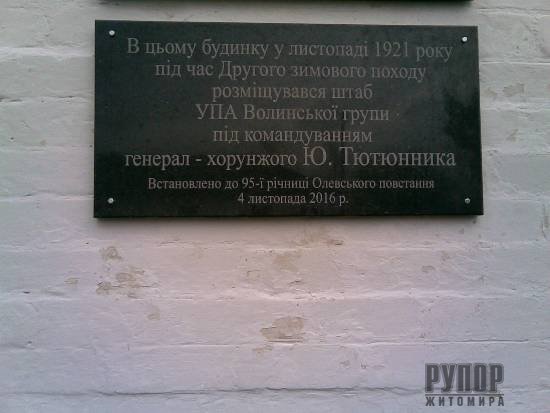 В цьому будинку у листопаді 1921 року
під час Другого зимового походу
розміщувався штаб
УПА Волинської групи
під командуванням
генерал - хорунжого Ю. Тютюнника
Встановлено до 95-ї річниці Олевського повстання
4 листопада 2016 р.
РУПОР
ЖИТОМИРА